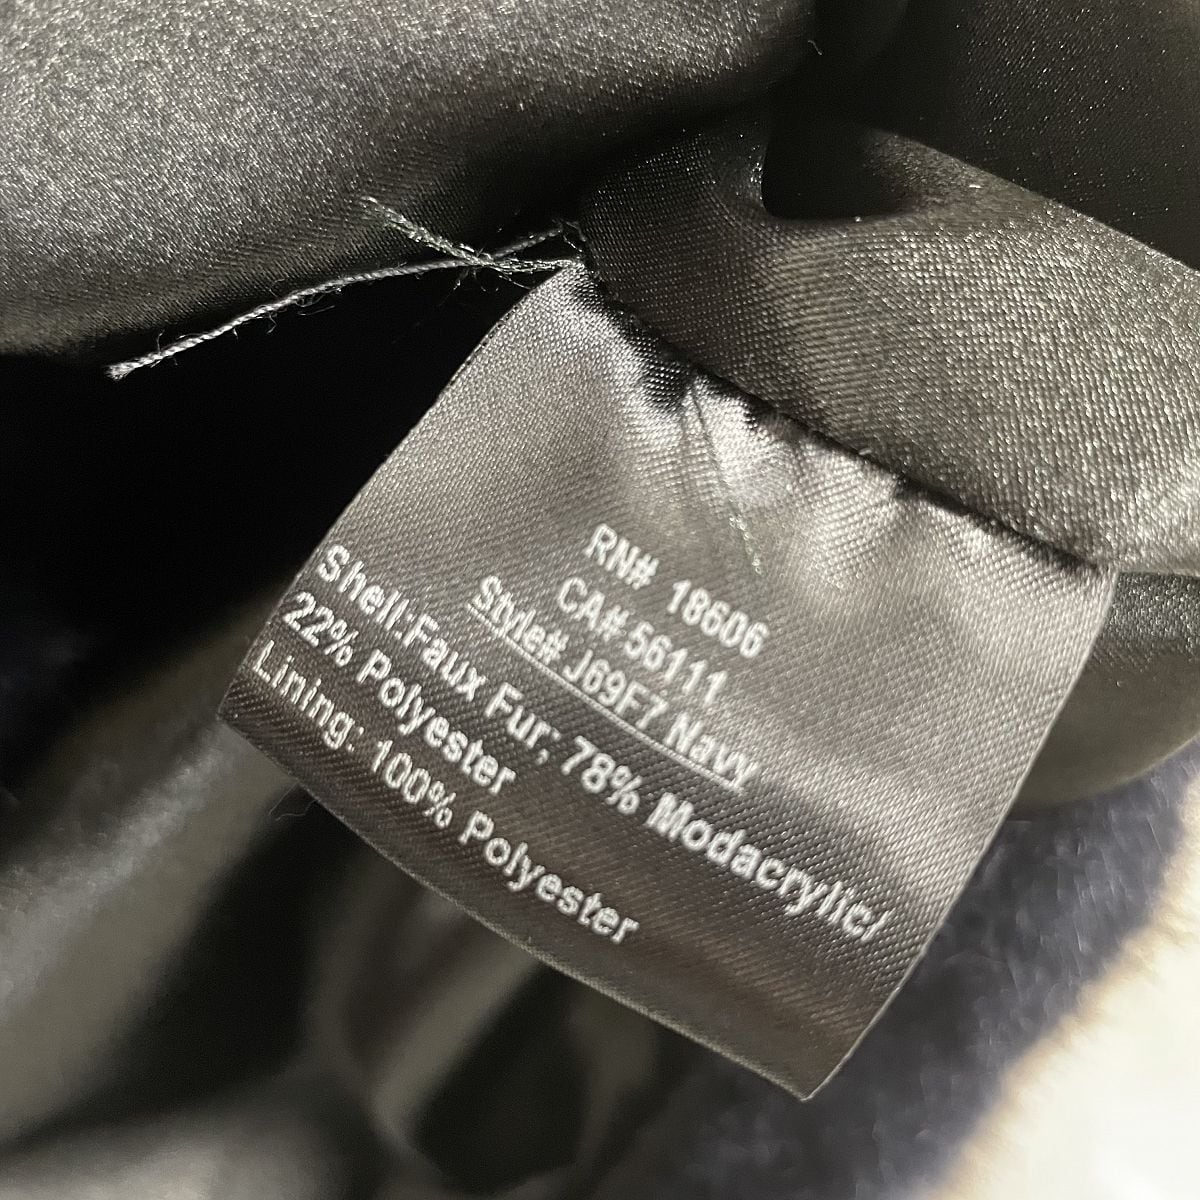 RN# 18606
CA# 56111
Style# J69F7 Navy
Shell:Faux Fur; 78% Modacrylic/
22% Polyester
Lining: 100% Polyester